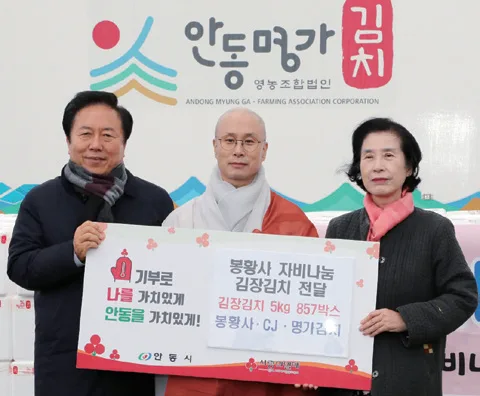 안동명가
김치
영농조합법인
ANDONG MYUNG GA - FARMING ASSOCIATION CORPORATION
기부로
나를 가치있게
안동을 가치있게!
안동시
봉황사 자비나눔
김장김치 전달
김장김치 5kg 857박스
봉황사·CJ·명가김치